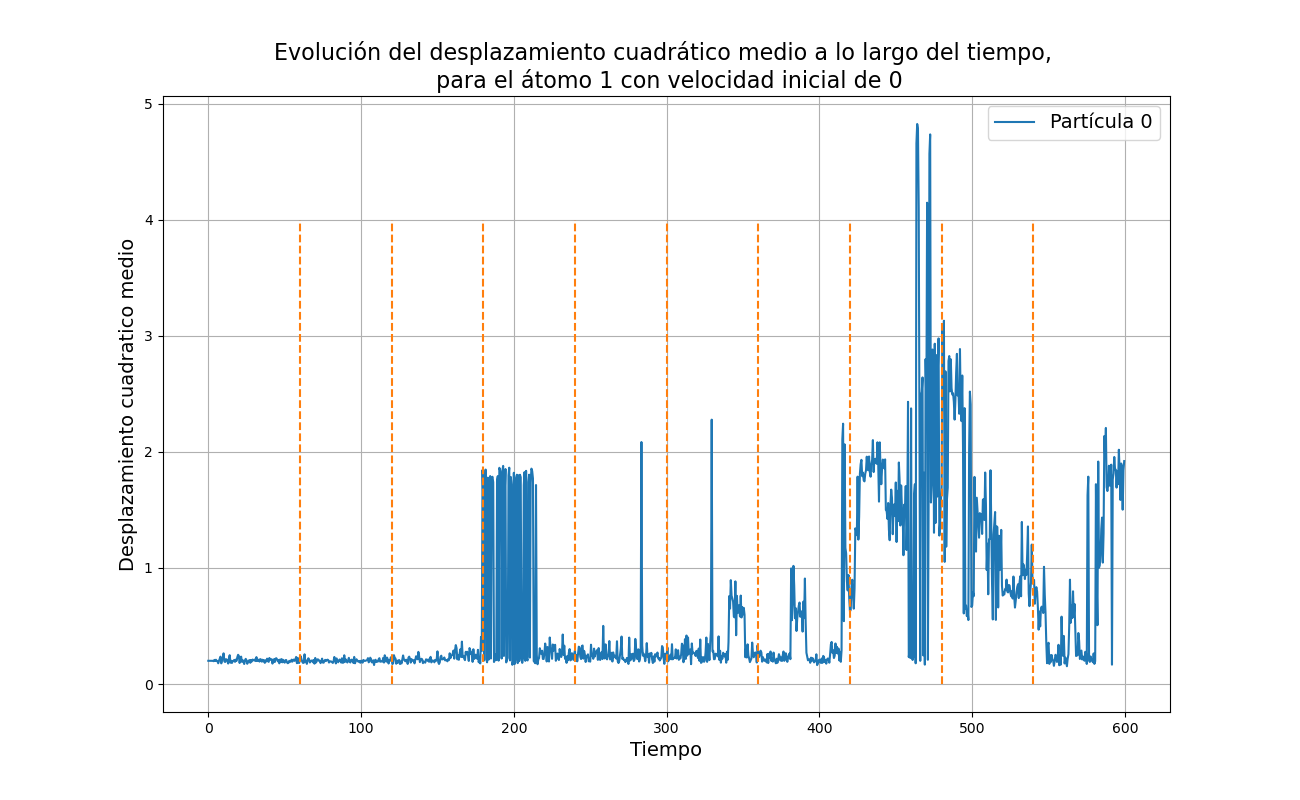 Evolución del desplazamiento cuadrático medio a lo largo del tiempo,
para el átomo 1 con velocidad inicial de 0
Partícula 0
Desplazamiento cuadratico medio
5
4
3
2
1
0
0 100 200 300 400 500 600
Tiempo